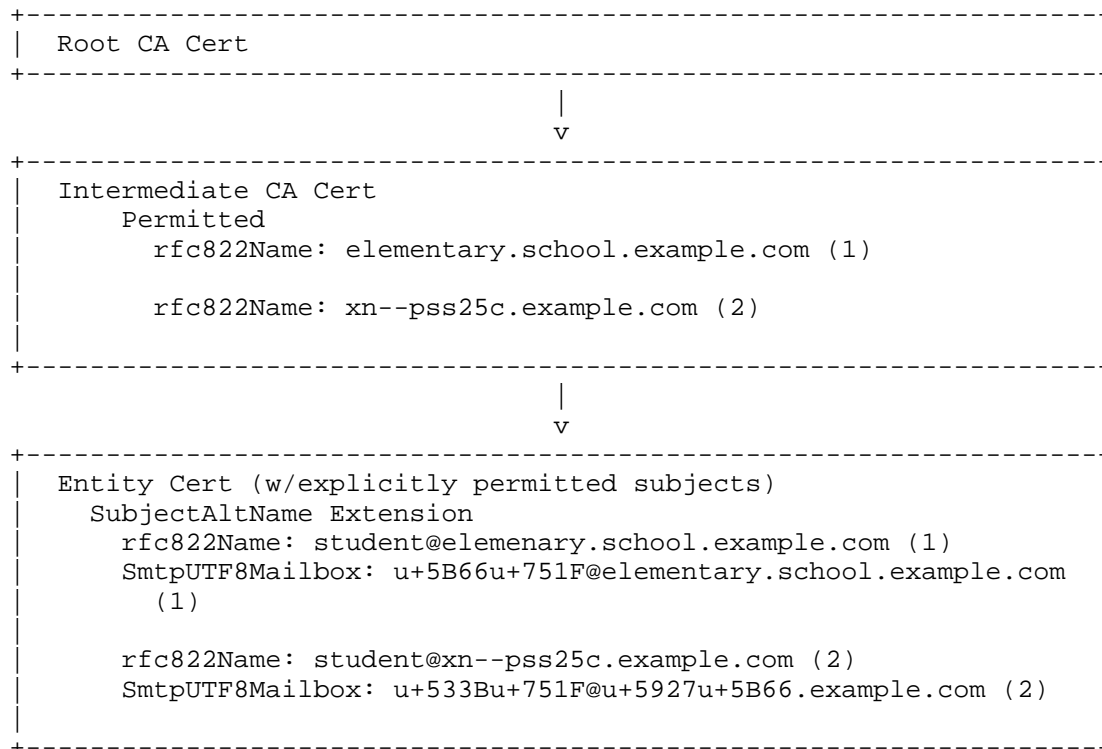 Root CA Cert
|
v
Intermediate CA Cert
Permitted
rfc822Name: elementary.school.example.com (1)
rfc822Name: xn--pss25c.example.com (2)
|
v
Entity Cert (w/explicitly permitted subjects)
SubjectAltName Extension
rfc822Name: student@elemenary.school.example.com (1)
SmtpUTF8Mailbox: u+5B66u+751F@elementary.school.example.com
(1)
rfc822Name: student@xn--pss25c.example.com (2)
SmtpUTF8Mailbox: u+533Bu+751F@u+5927u+5B66.example.com (2)